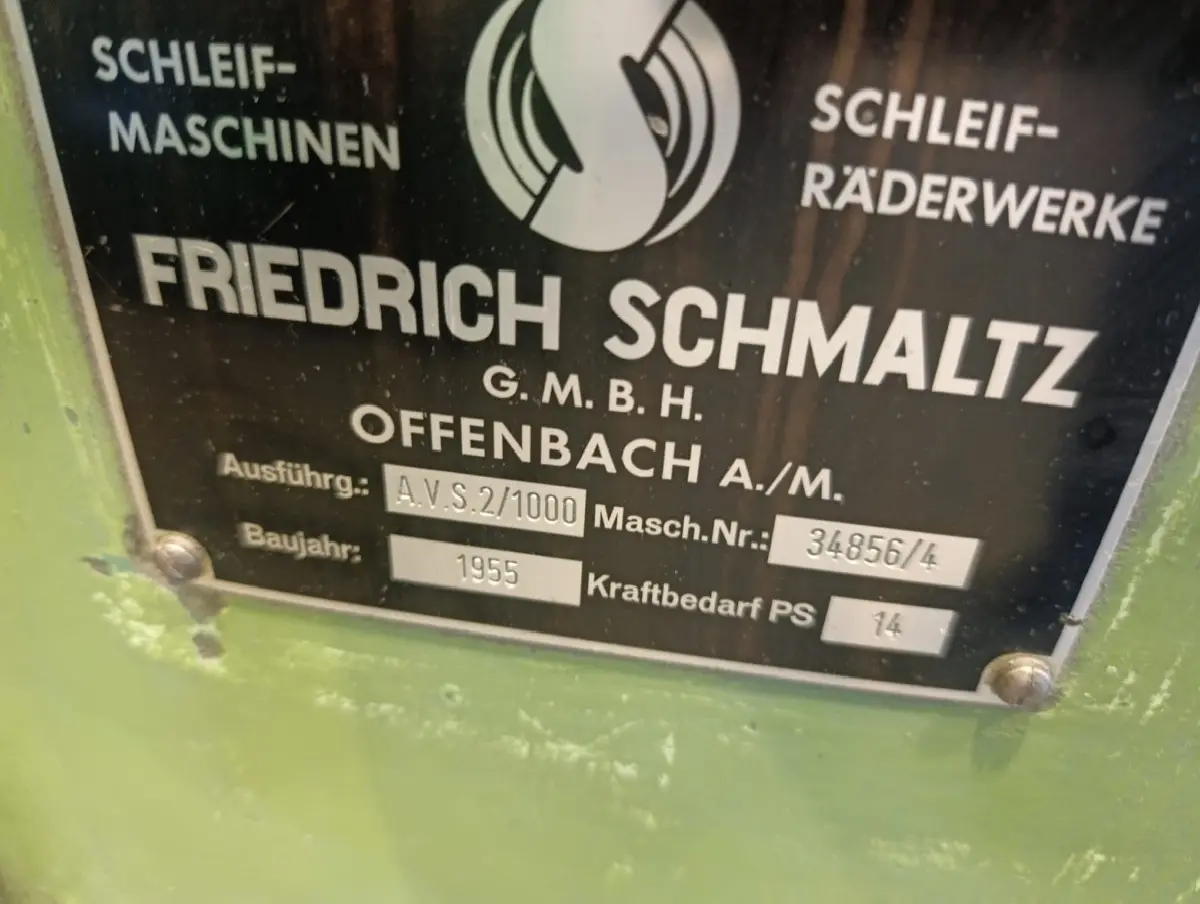 SCHLEIF-
MASCHINEN
SCHLEIF-
RÄDERWERKE
FRIEDRICH SCHMALTZ
G. M. B. H.
OFFENBACH A./M.
Ausführg.: A.V.S.2/1000 Masch.Nr.: 34856/4
Baujahr: 1955 Kraftbedarf PS 14